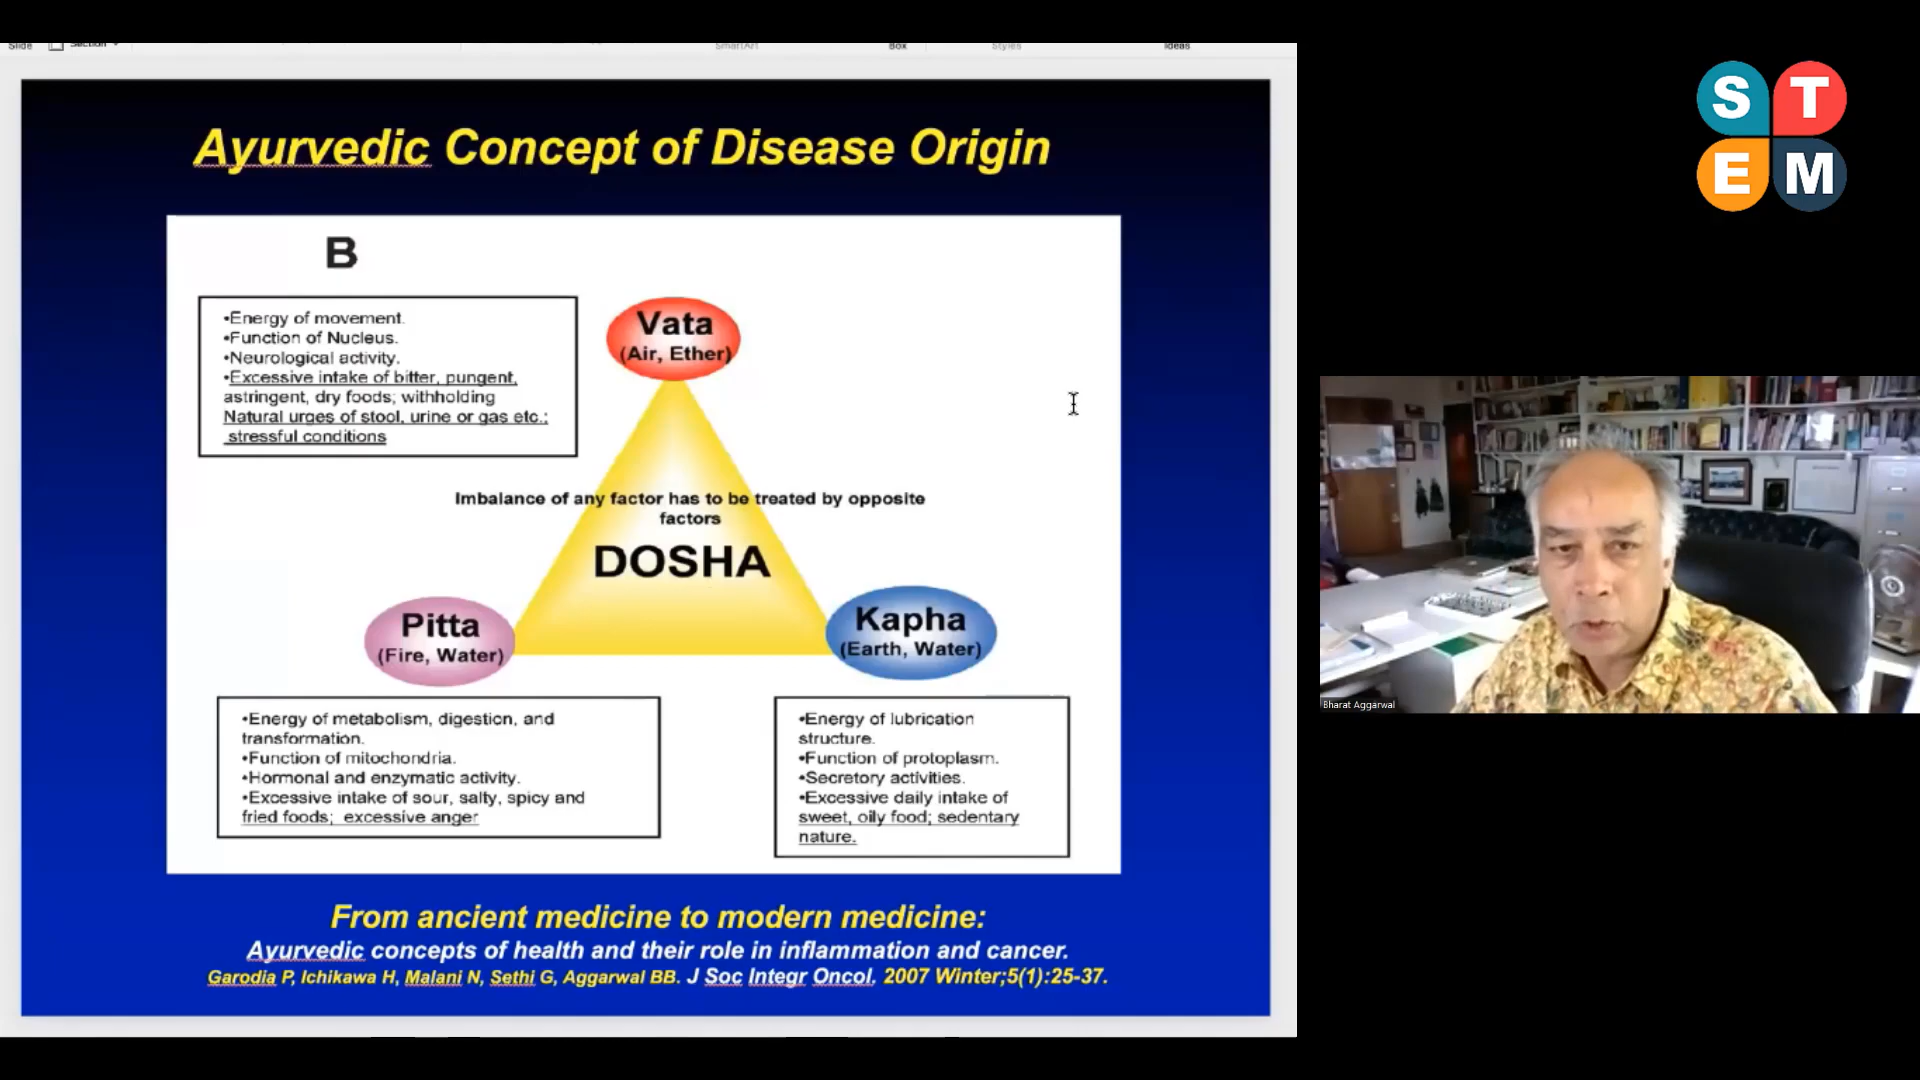 Slide Section SmartArt Box Styles Ideas
S T
E M
Ayurvedic Concept of Disease Origin
B
•Energy of movement.
•Function of Nucleus.
•Neurological activity.
•Excessive intake of bitter, pungent,
astringent, dry foods; withholding
Natural urges of stool, urine or gas etc.;
stressful conditions
Vata
(Air, Ether)
Imbalance of any factor has to be treated by opposite
factors
DOSHA
Pitta
(Fire, Water)
Kapha
(Earth, Water)
•Energy of metabolism, digestion, and
transformation.
•Function of mitochondria.
•Hormonal and enzymatic activity.
•Excessive intake of sour, salty, spicy and
fried foods; excessive anger
•Energy of lubrication
structure.
•Function of protoplasm.
•Secretory activities.
•Excessive daily intake of
sweet, oily food; sedentary
nature.
From ancient medicine to modern medicine:
Ayurvedic concepts of health and their role in inflammation and cancer.
Garodia P, Ichikawa H, Malani N, Sethi G, Aggarwal BB. J Soc Integr Oncol. 2007 Winter;5(1):25-37.
Bharat Aggarwal